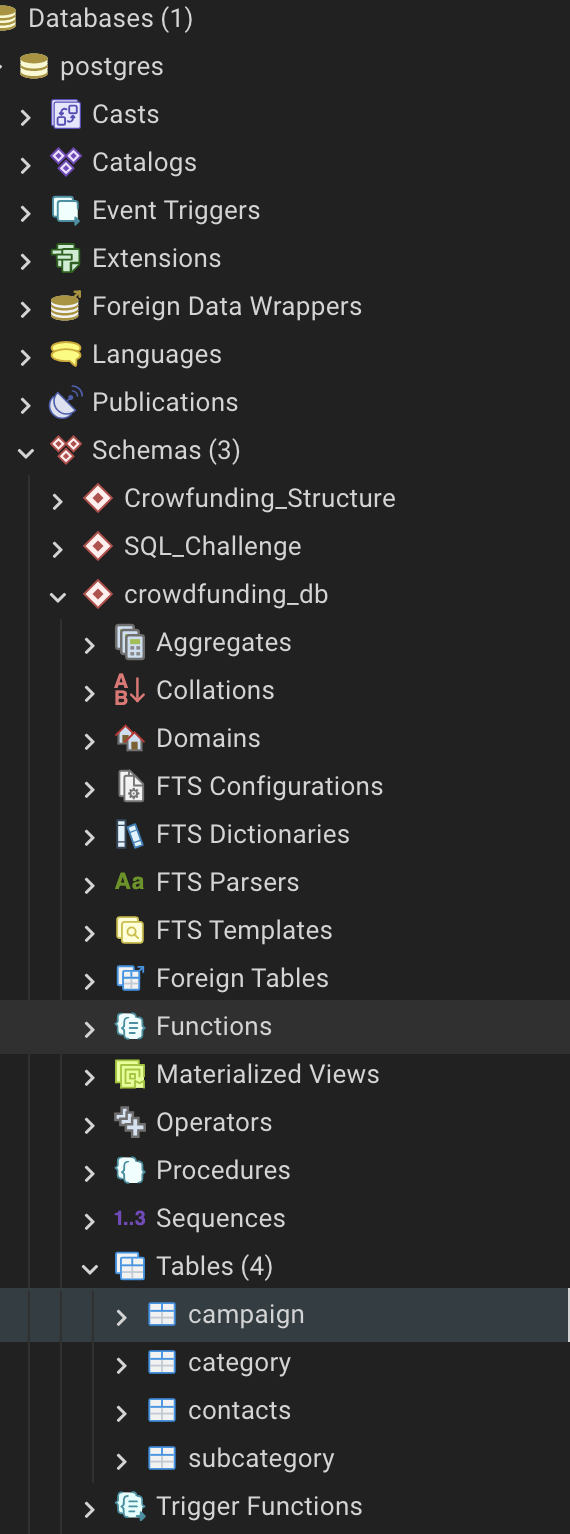 Databases (1)
postgres
Casts
Catalogs
Event Triggers
Extensions
Foreign Data Wrappers
Languages
Publications
Schemas (3)
Crowfunding_Structure
SQL_Challenge
crowdfunding_db
Aggregates
Collations
Domains
FTS Configurations
FTS Dictionaries
Aa FTS Parsers
FTS Templates
Foreign Tables
Functions
Materialized Views
Operators
Procedures
1..3 Sequences
Tables (4)
campaign
category
contacts
subcategory
Trigger Functions